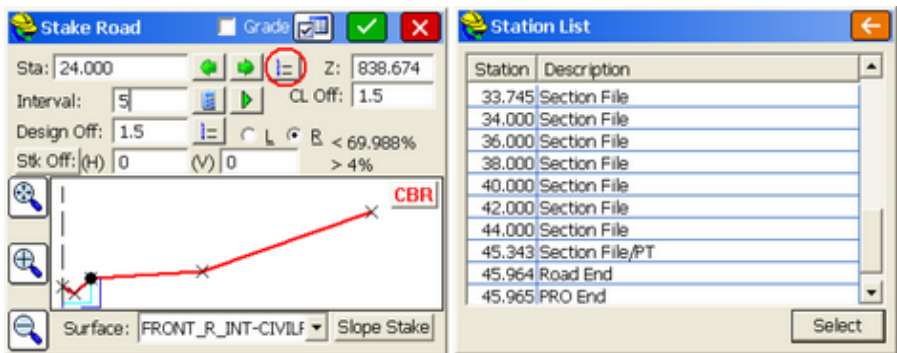 Stake Road
Grade
Sta: 24.000
Z: 838.674
Interval: 5
CL Off: 1.5
Design Off: 1.5
L
R
< 69.988%
Stk Off: (H) 0
(V) 0
> 4%
CBR
Surface: FRONT_R_INT-CIVILF
Slope Stake
Station List
Station Description
33.745 Section File
34.000 Section File
36.000 Section File
38.000 Section File
40.000 Section File
42.000 Section File
44.000 Section File
45.343 Section File/PT
45.964 Road End
45.965 PRO End
Select